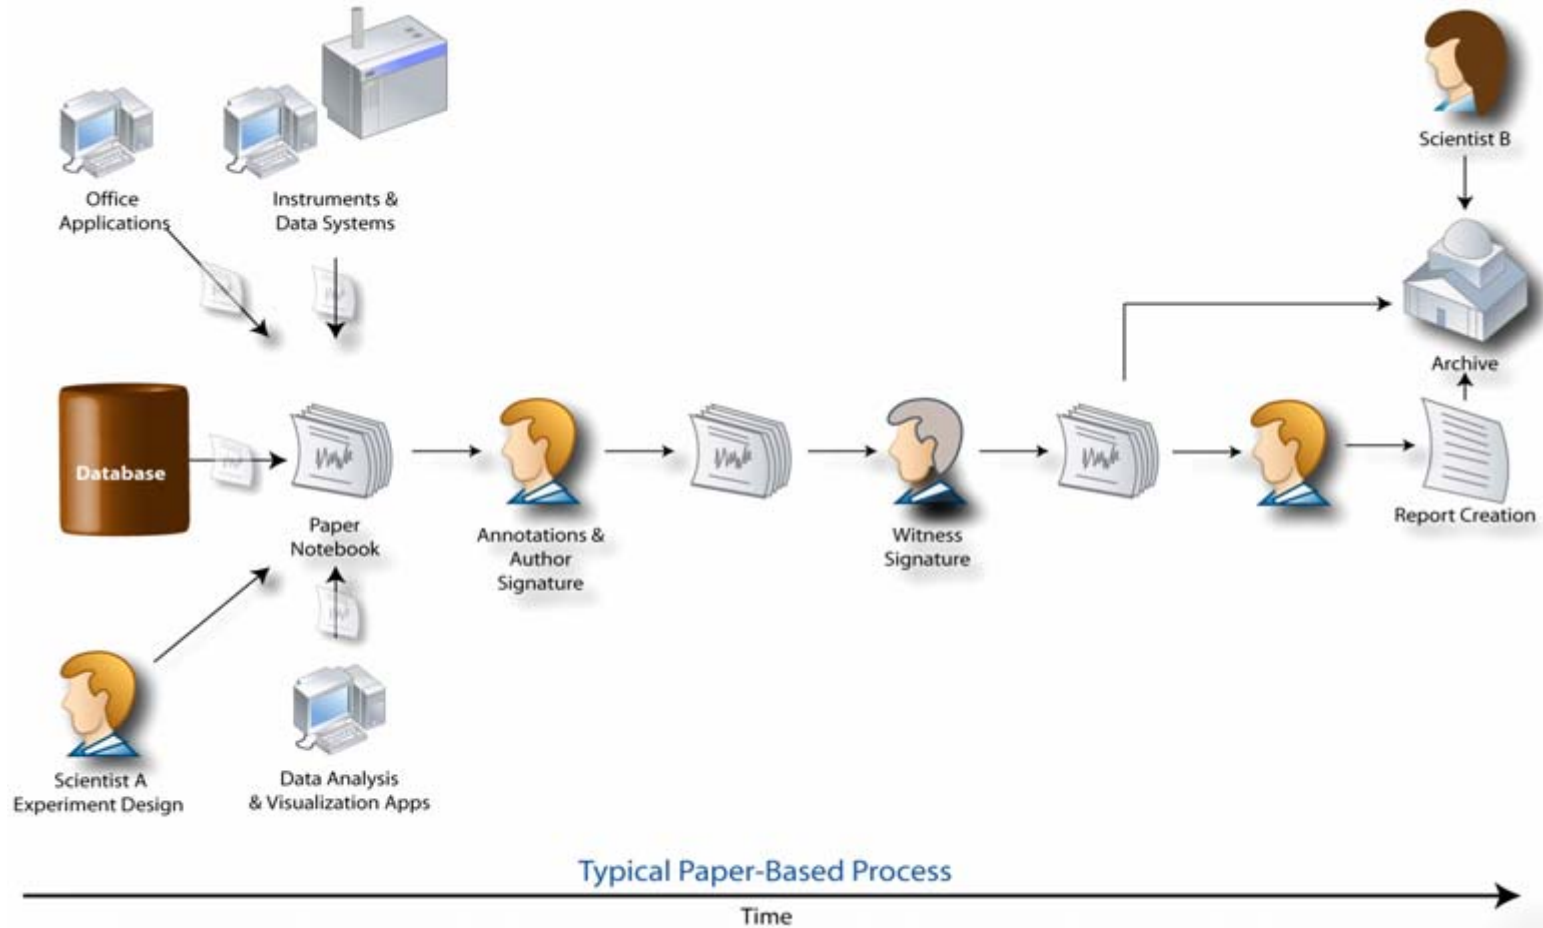 Scientist B
Office
Applications
Instruments &
Data Systems
Archive
Database
Paper
Notebook
Annotations &
Author
Signature
Witness
Signature
Report Creation
Scientist A
Experiment Design
Data Analysis
& Visualization Apps
Typical Paper-Based Process
Time